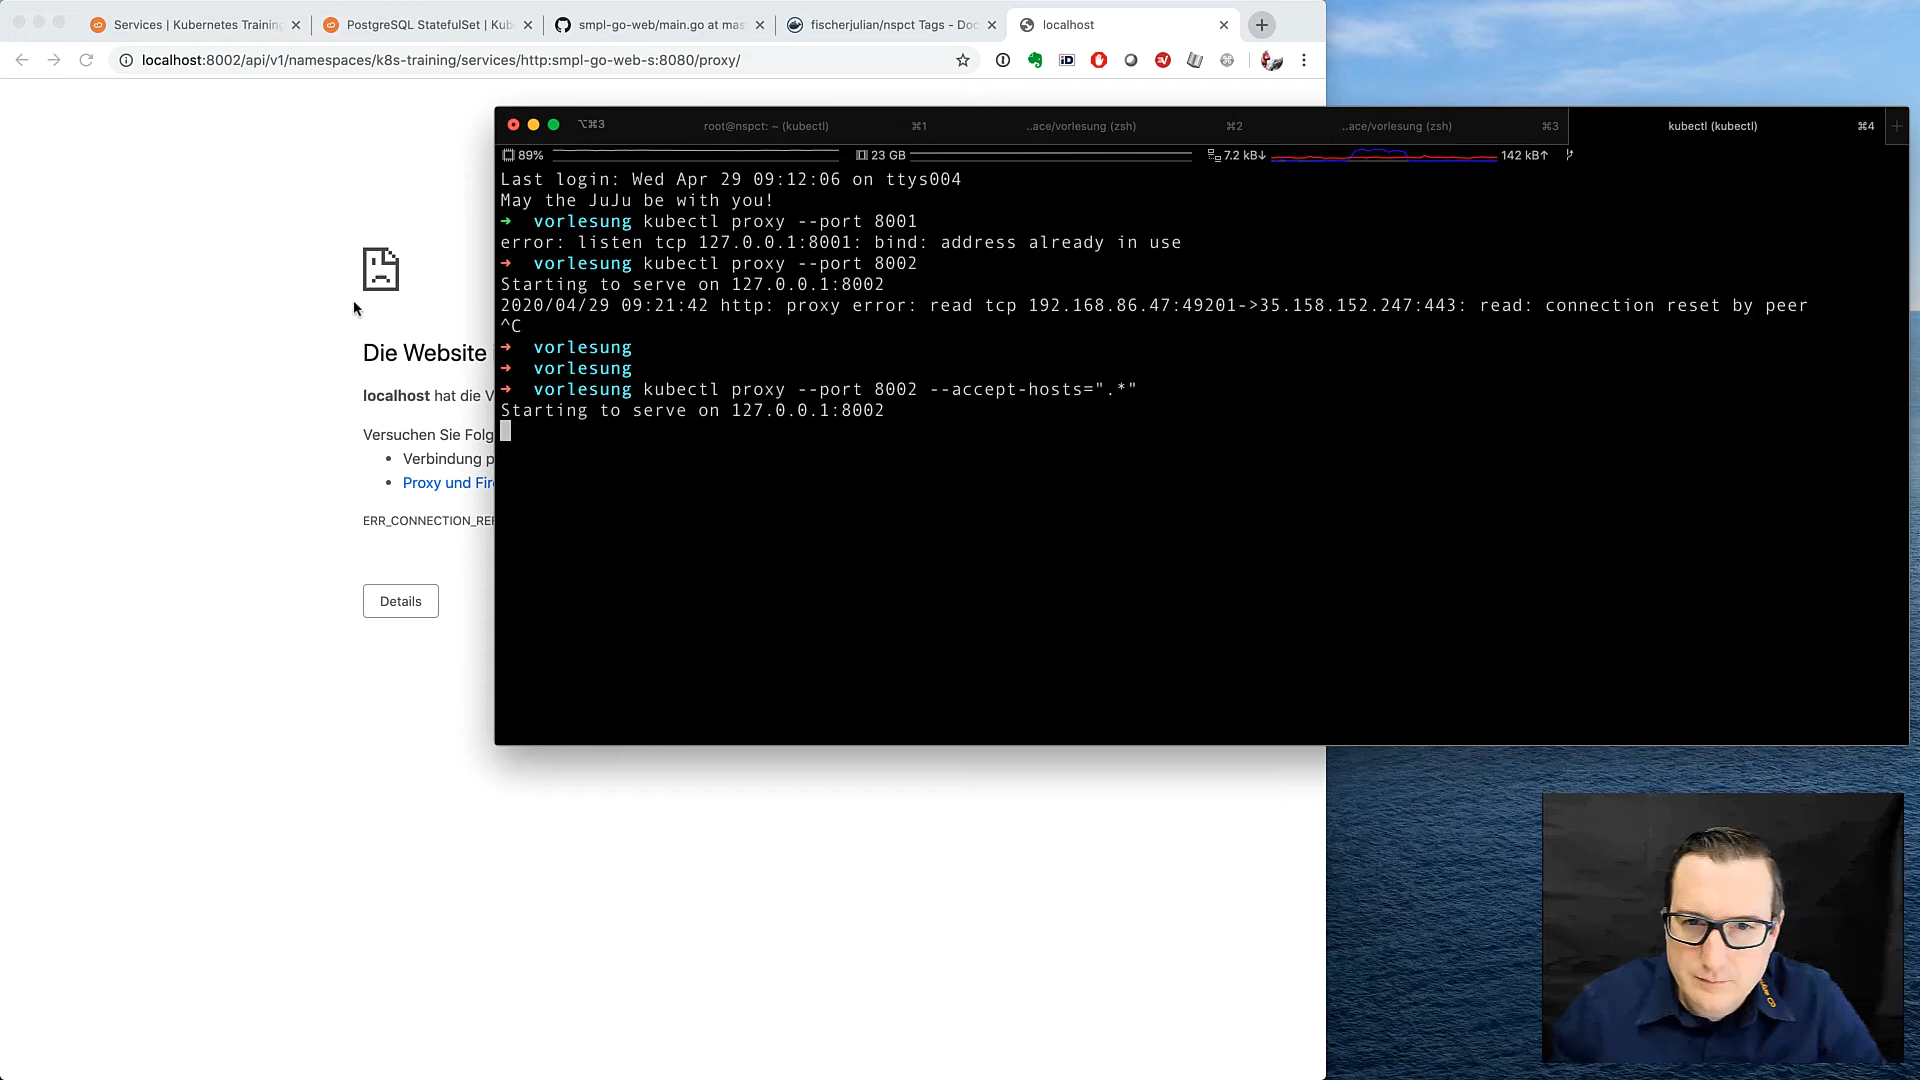 Services | Kubernetes Training
PostgreSQL StatefulSet | Kub
smpl-go-web/main.go at mas
fischerjulian/nspct Tags - Doc
localhost
localhost:8002/api/v1/namespaces/k8s-training/services/http:smpl-go-web-s:8080/proxy/
⌥⌘3
root@nspct: ~ (kubectl)
⌘1
..ace/vorlesung (zsh)
⌘2
..ace/vorlesung (zsh)
⌘3
kubectl (kubectl)
⌘4
89%
23 GB
7.2 kB↓
142 kB↑
Last login: Wed Apr 29 09:12:06 on ttys004
May the JuJu be with you!
→ vorlesung kubectl proxy --port 8001
error: listen tcp 127.0.0.1:8001: bind: address already in use
→ vorlesung kubectl proxy --port 8002
Starting to serve on 127.0.0.1:8002
2020/04/29 09:21:42 http: proxy error: read tcp 192.168.86.47:49201->35.158.152.247:443: read: connection reset by peer
^C
→ vorlesung
→ vorlesung
→ vorlesung kubectl proxy --port 8002 --accept-hosts=".*"
Starting to serve on 127.0.0.1:8002
Die Website
localhost hat die V
Versuchen Sie Folg
Verbindung p
Proxy und Fir
ERR_CONNECTION_REF
Details